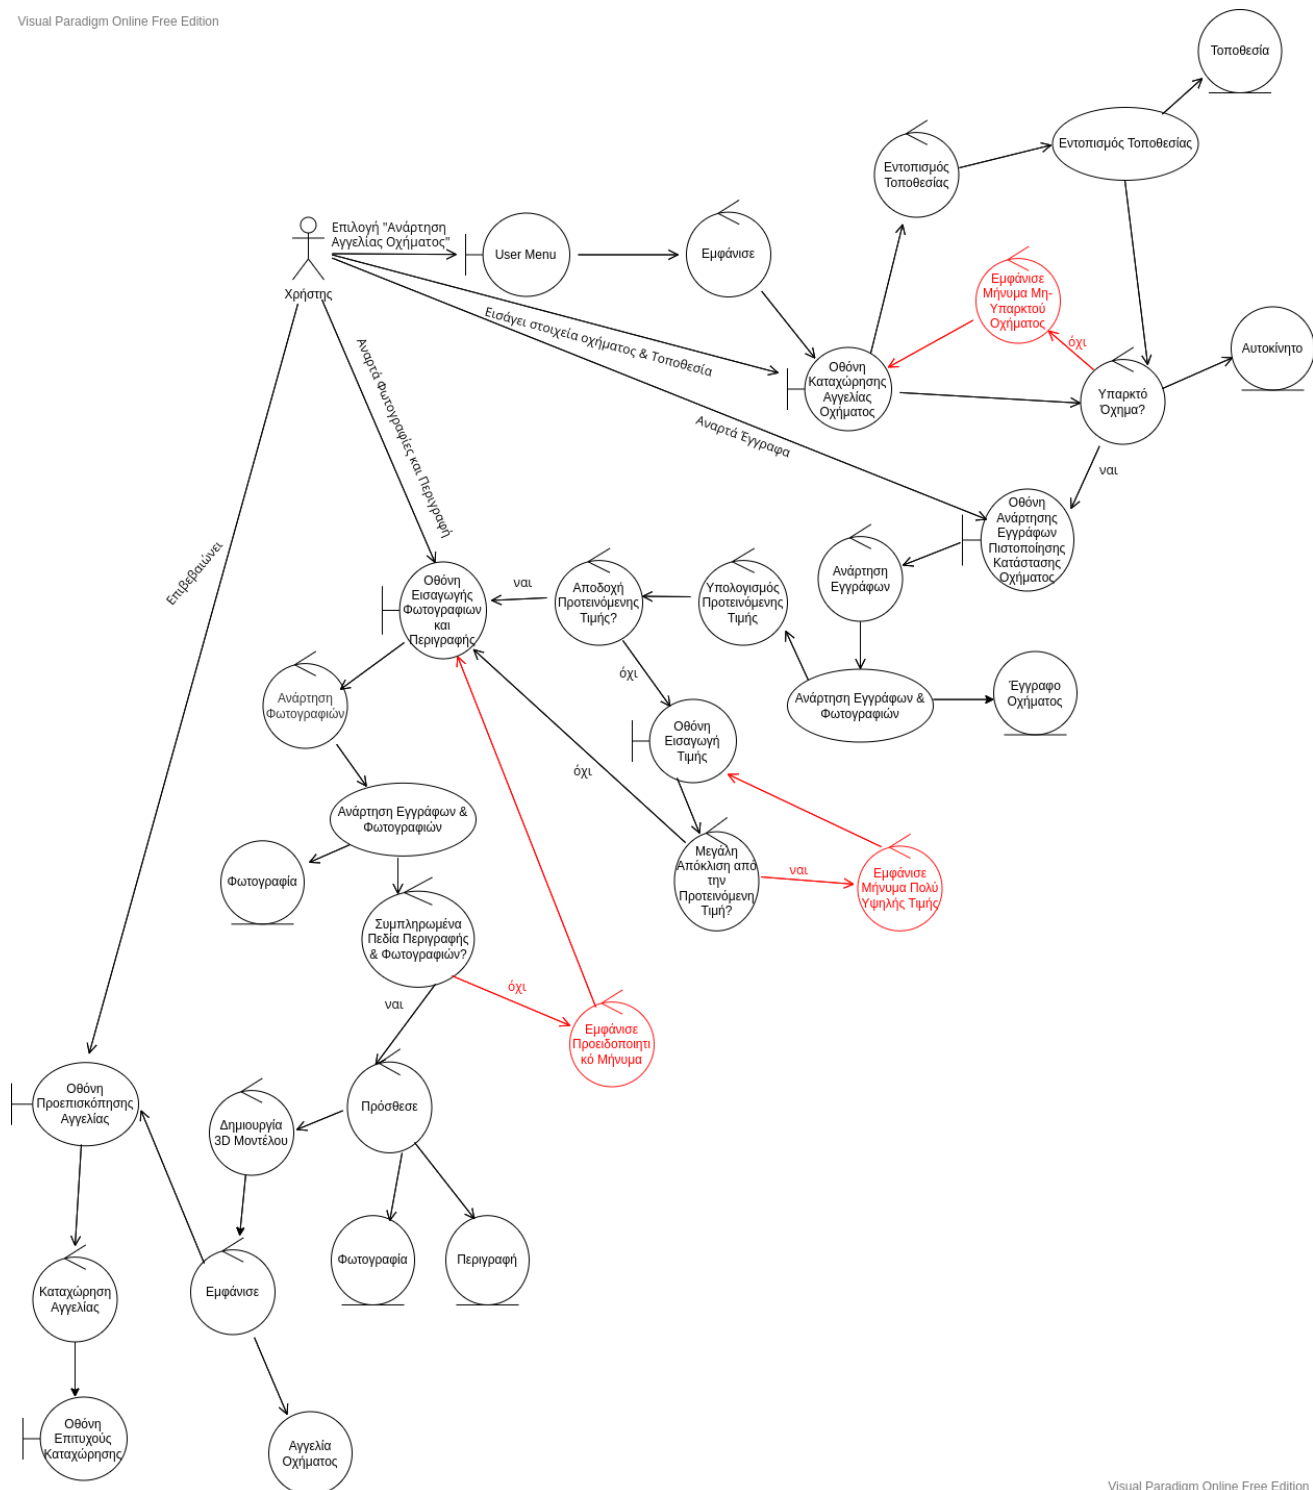 Visual Paradigm Online Free Edition
Τοποθεσία
Εντοπισμός Τοποθεσίας
Εντοπισμός
Τοποθεσίας
Επιλογή "Ανάρτηση
Αγγελίας Οχήματος"
User Menu
Εμφάνισε
Χρήστης
Εμφάνισε
Μήνυμα Μη-
Υπαρκτού
Οχήματος
όχι
Εισάγει στοιχεία οχήματος & Τοποθεσία
Οθόνη
Καταχώρησης
Αγγελίας
Οχήματος
Υπαρκτό
Όχημα?
Αυτοκίνητο
Αναρτά Φωτογραφίες και Περιγραφή
Αναρτά Έγγραφα
ναι
Οθόνη
Ανάρτησης
Εγγράφων
Πιστοποίησης
Κατάστασης
Οχήματος
Επιβεβαιώνει
Οθόνη
Εισαγωγής
Φωτογραφιων
και
Περιγραφής
ναι
Αποδοχή
Προτεινόμενης
Τιμής?
Υπολογισμός
Προτεινόμενης
Τιμής
Ανάρτηση
Εγγράφων
όχι
Ανάρτηση
Φωτογραφιών
Οθόνη
Εισαγωγή
Τιμής
Ανάρτηση Εγγράφων &
Φωτογραφιών
Έγγραφο
Οχήματος
όχι
Ανάρτηση Εγγράφων &
Φωτογραφιών
Φωτογραφία
Μεγάλη
Απόκλιση από
την
Προτεινόμενη
Τιμή?
ναι
Εμφάνισε
Μήνυμα Πολύ
Υψηλής Τιμής
Συμπληρωμένα
Πεδία Περιγραφής
& Φωτογραφιών?
όχι
ναι
Εμφάνισε
Προειδοποιητι
κό Μήνυμα
Οθόνη
Προεπισκόπησης
Αγγελίας
Δημιουργία
3D Μοντέλου
Πρόσθεσε
Φωτογραφία
Περιγραφή
Καταχώρηση
Αγγελίας
Εμφάνισε
Οθόνη
Επιτυχούς
Καταχώρησης
Αγγελία
Οχήματος
Visual Paradigm Online Free Edition